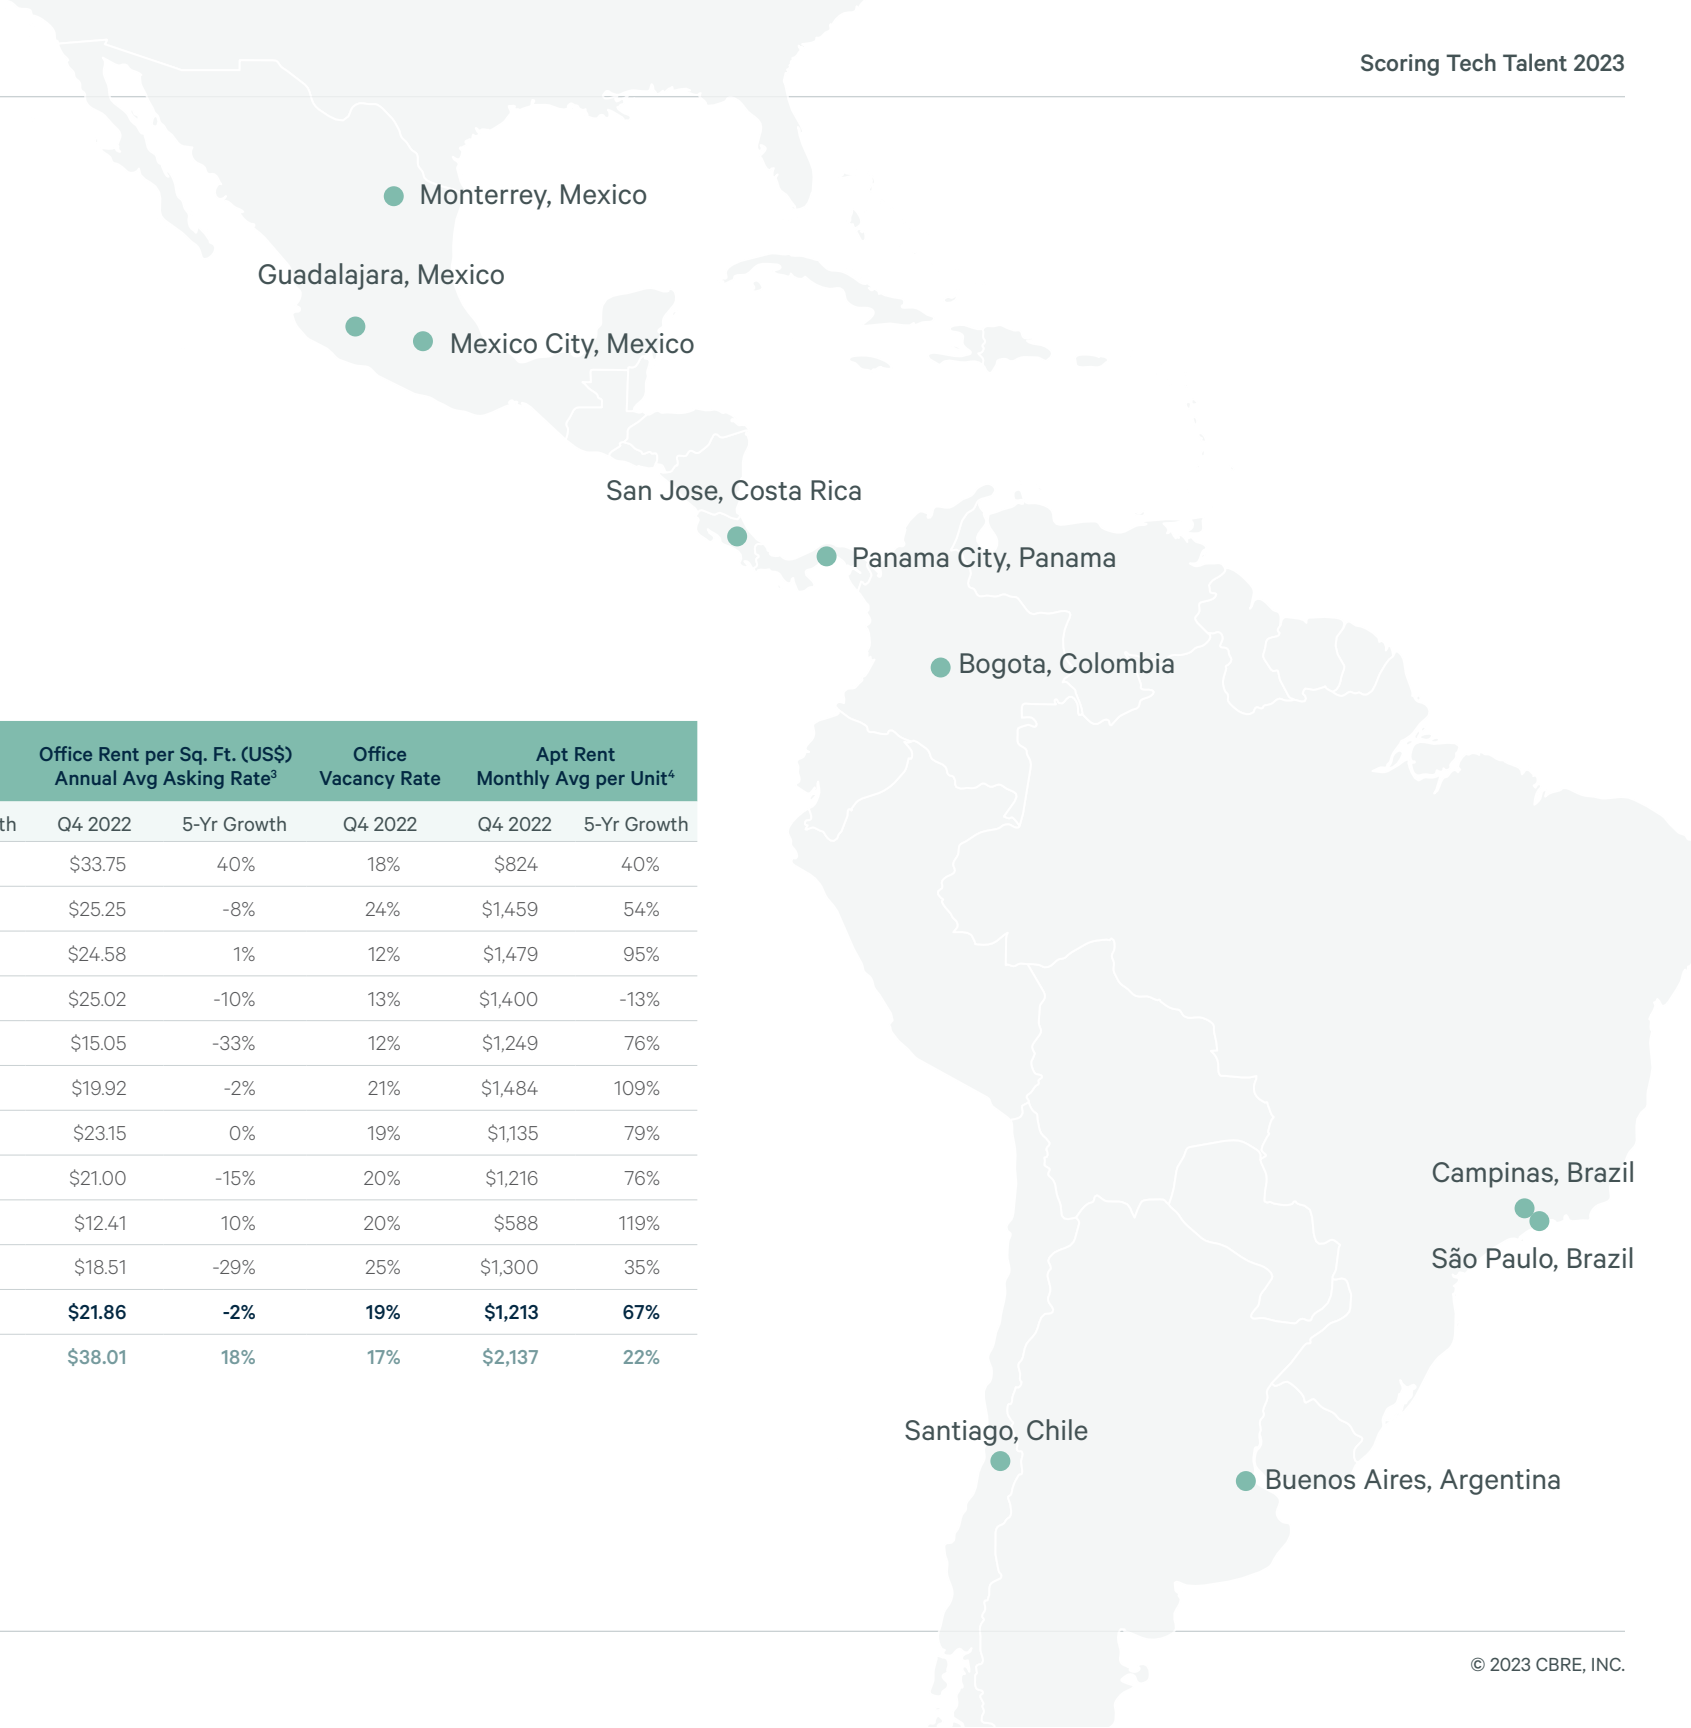 Scoring Tech Talent 2023
Monterrey, Mexico
Guadalajara, Mexico
Mexico City, Mexico
San Jose, Costa Rica
Panama City, Panama
Bogota, Colombia
Office Rent per Sq. Ft. (US$) Office Apt Rent
Annual Avg Asking Rate³ Vacancy Rate Monthly Avg per Unit⁴
th Q4 2022 5-Yr Growth Q4 2022 Q4 2022 5-Yr Growth
$33.75 40% 18% $824 40%
$25.25 -8% 24% $1,459 54%
$24.58 1% 12% $1,479 95%
$25.02 -10% 13% $1,400 -13%
$15.05 -33% 12% $1,249 76%
$19.92 -2% 21% $1,484 109%
$23.15 0% 19% $1,135 79%
$21.00 -15% 20% $1,216 76%
$12.41 10% 20% $588 119%
$18.51 -29% 25% $1,300 35%
$21.86 -2% 19% $1,213 67%
$38.01 18% 17% $2,137 22%
Campinas, Brazil
São Paulo, Brazil
Santiago, Chile
Buenos Aires, Argentina
© 2023 CBRE, INC.